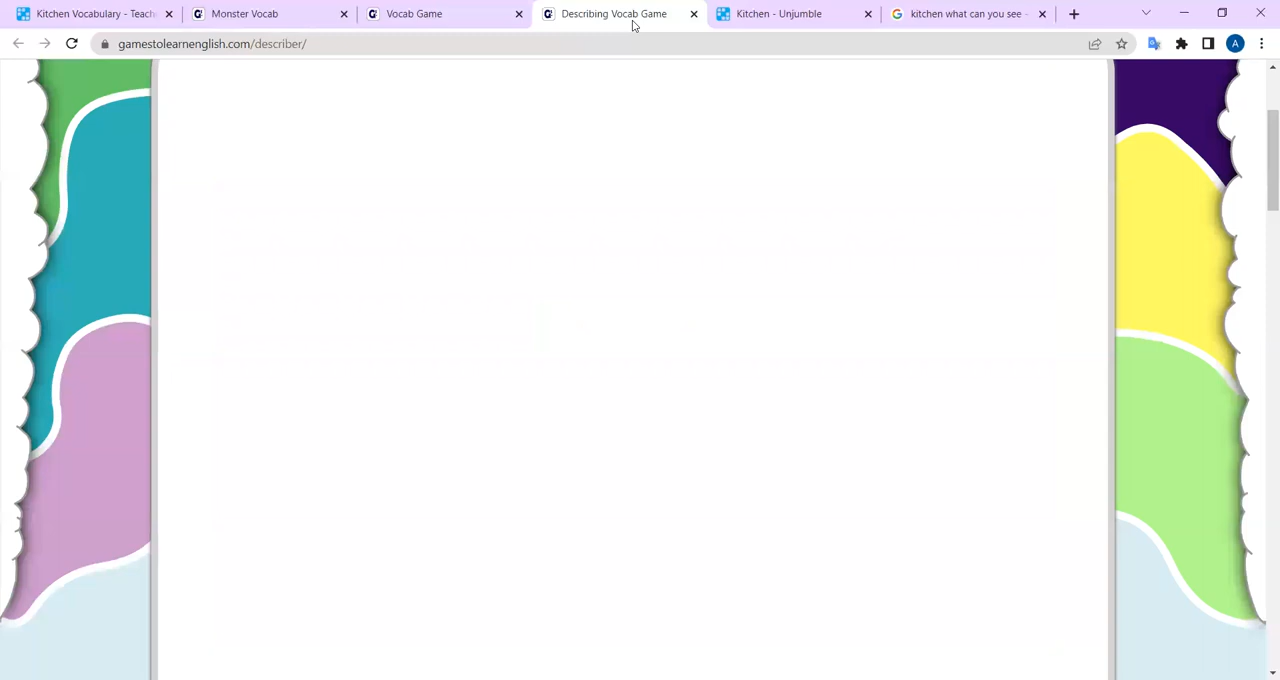 Kitchen Vocabulary - Teach
Monster Vocab
Vocab Game
Describing Vocab Game
Kitchen - Unjumble
kitchen what can you see -
gamestolearnenglish.com/describer/
A